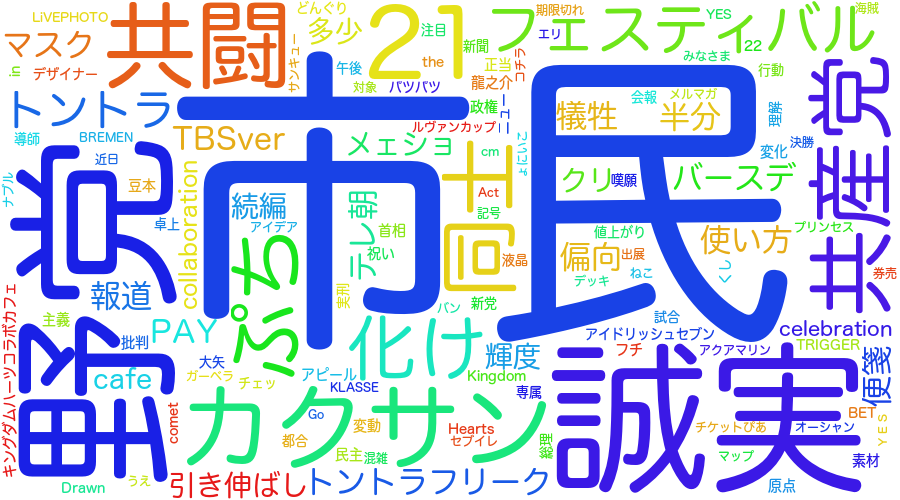 LiVEPHOTO
どんぐり
期限切れ
YES
海賊
マスク
共闘
多少
21
注目
エリ
フェスティバル
22
in
デザイナー
サンキュー
午後
the
新聞
正当
コチラ
みなさま
行動
対象
バツバツ
龍之介
メルマガ
トントラ
市民
政権
ニュー
犠牲
会報
半分
理解
共産党
導師
BREMEN
TBSver
メェショ
ルヴァンカップ
決勝
近日
cm
よにいこ
変化
ナプル
野党
豆本
collaboration
続編
テレ朝
同士
Act
クリ
嘆願
バースデ
卓上
アイデア
首相
記号
値上がり
プリンセス
報道
ぷち
祝い
液晶
偏向
出展
使い方
ねこ
くじ
デッキ
券売
実刑
新党
キングダムハーツコラボカフェ
主義
批判
PAY
化け
パン
試合
アイドリッシュセブン
celebration
大矢
輝度
フチ
アクアマリン
TRIGGER
cafe
ガーベラ
チェッ
アピール
KLASSE
Kingdom
専属
誠実
便箋
comet
カクサン
Go
都合
変動
Hearts
セブイレ
総理
チケットぴあ
BET
オーシャン
YES
民主
混雑
マップ
素材
Drawn
うえ
引き伸ばし
トントラフリーク
原点